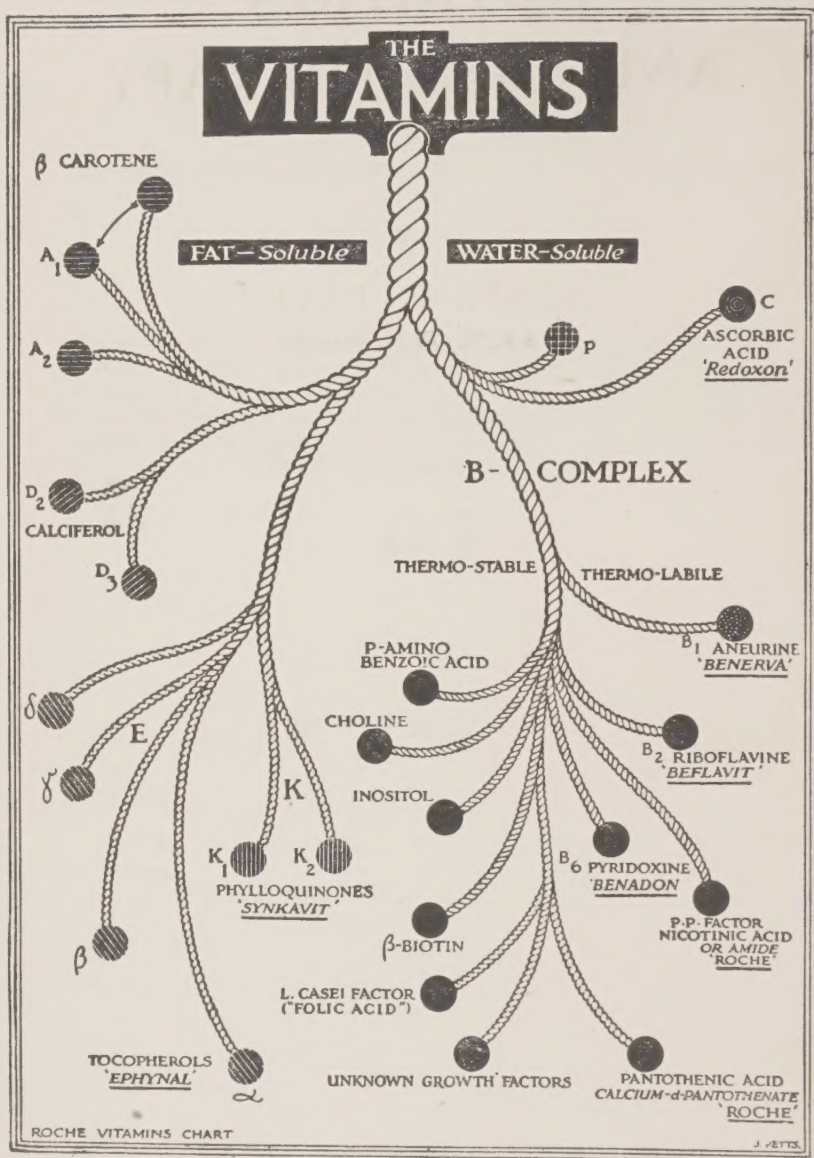 THE
VITAMINS
FAT-Soluble
WATER-Soluble
β CAROTENE
A1
A2
D2
CALCIFEROL
D3
δ
E
γ
β
TOCOPHEROLS
'EPHYNAL'
α
K
K1
K2
PHYLLOQUINONES
'SYNKAVIT'
P
C
ASCORBIC
ACID
'Redoxon'
B- COMPLEX
THERMO-STABLE
THERMO-LABILE
B1 ANEURINE
'BENERVA'
P-AMINO
BENZOIC ACID
CHOLINE
INOSITOL
β-BIOTIN
L. CASEI FACTOR
("FOLIC ACID")
UNKNOWN GROWTH FACTORS
B2 RIBOFLAVINE
'BEFLAVIT'
B6 PYRIDOXINE
'BENADON'
P.P. FACTOR
NICOTINIC ACID
OR AMIDE
'ROCHE'
PANTOTHENIC ACID
CALCIUM-d-PANTOTHENATE
'ROCHE'
ROCHE VITAMINS CHART